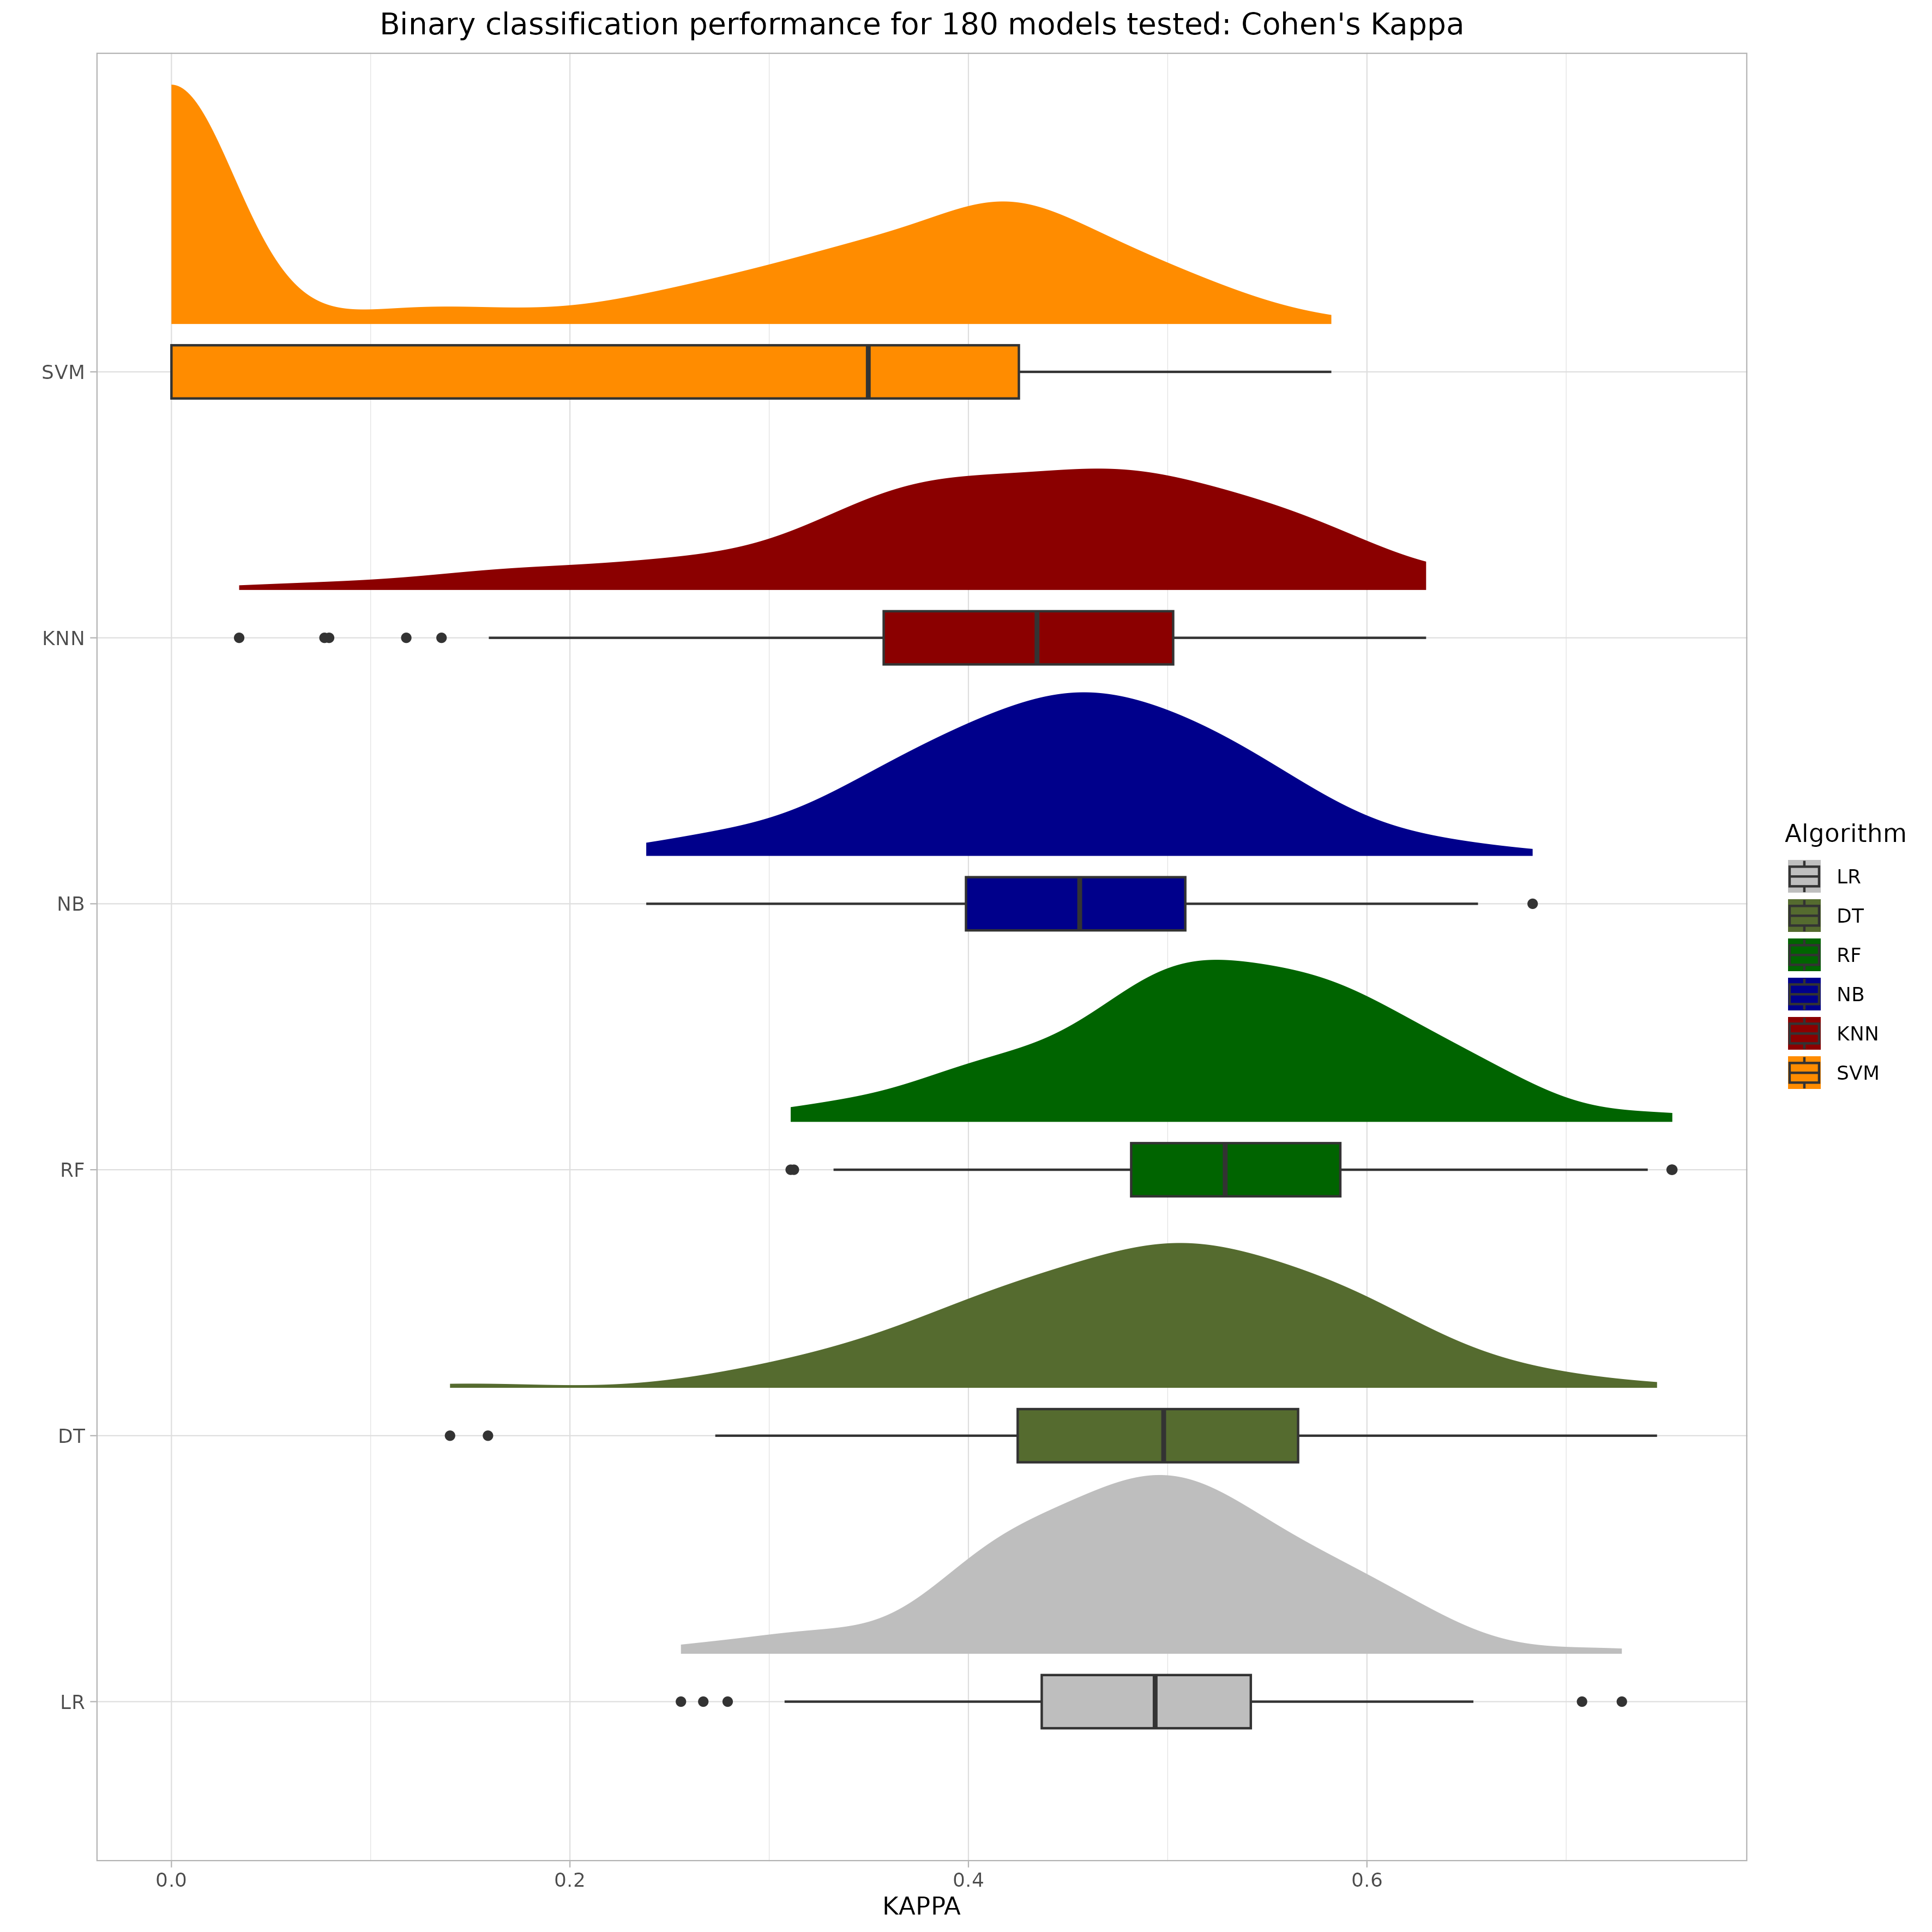 Binary classification performance for 180 models tested: Cohen's Kappa
SVM
KNN
NB
RF
DT
LR
0.0
0.2
0.4
0.6
KAPPA
Algorithm
LR
DT
RF
NB
KNN
SVM